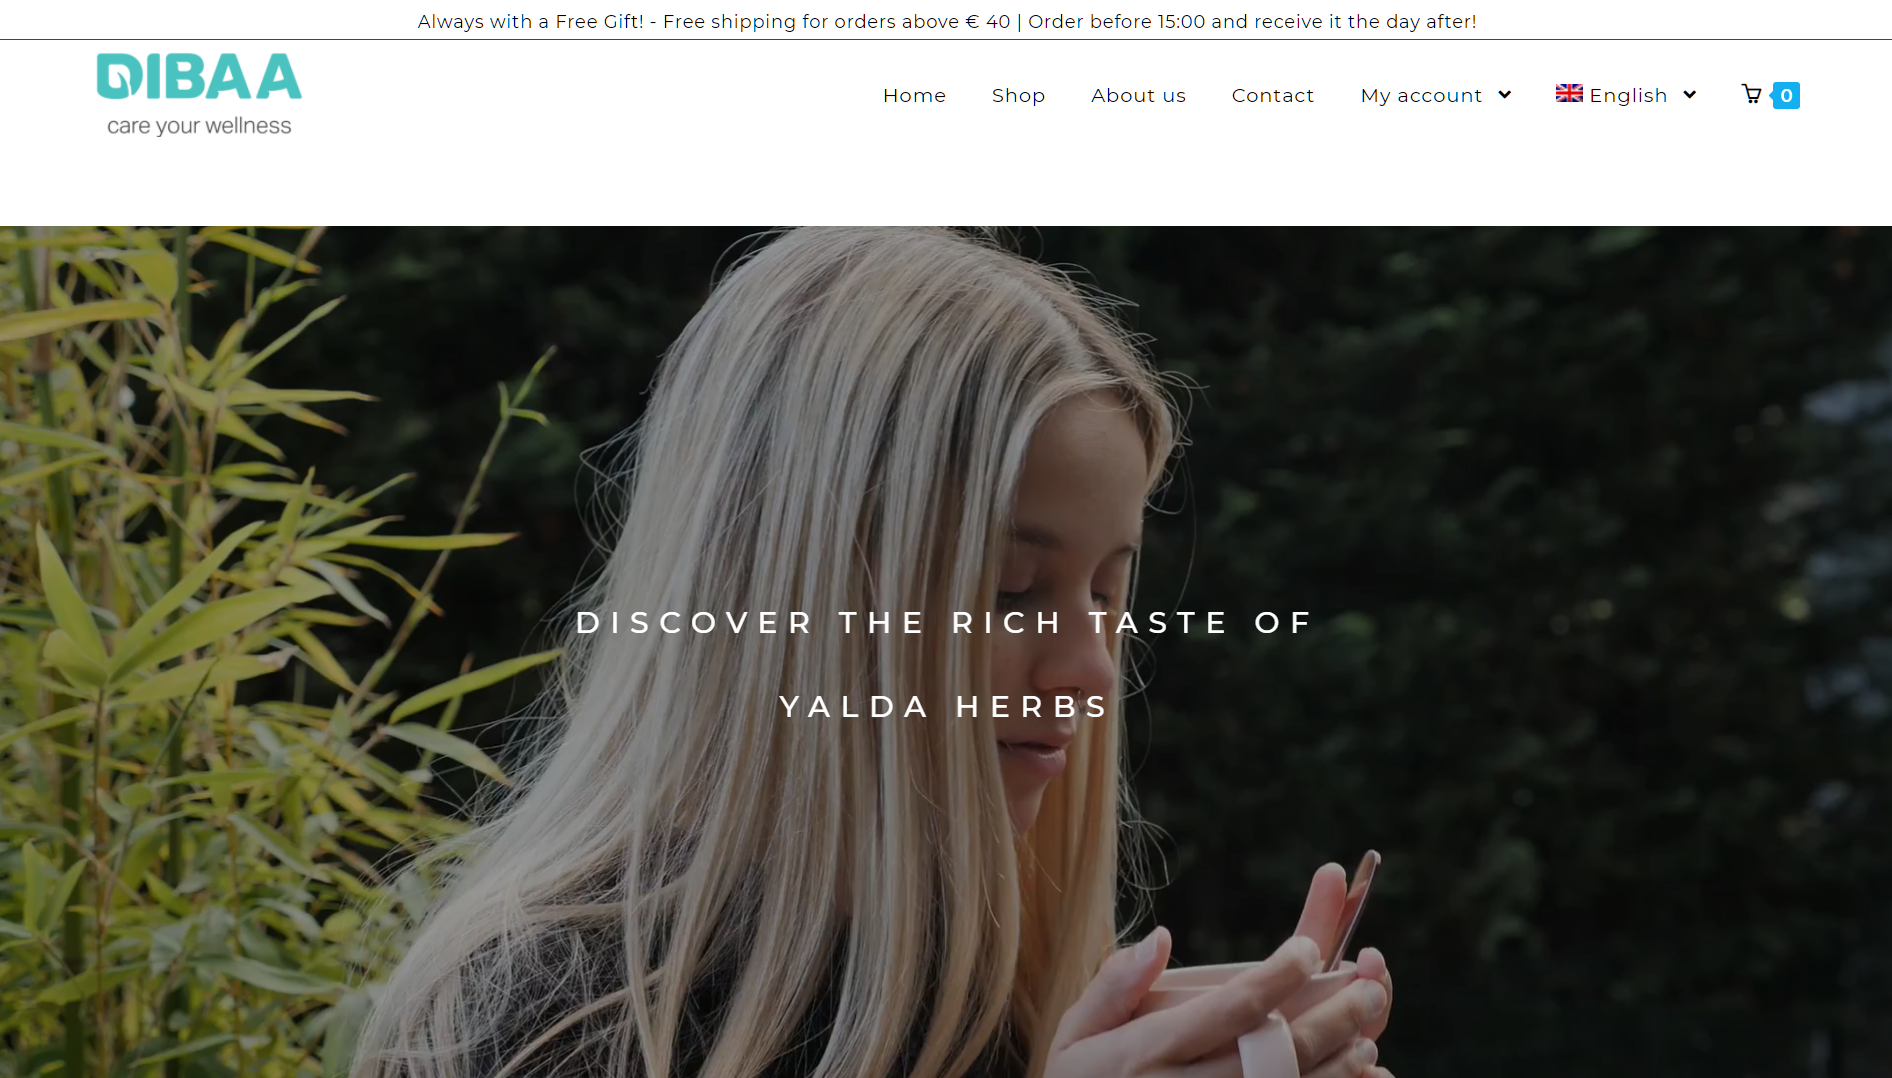 Always with a Free Gift! - Free shipping for orders above € 40 | Order before 15:00 and receive it the day after!
DIBAA
care your wellness
Home Shop About us Contact My account English 0
DISCOVER THE RICH TASTE OF
YALDA HERBS